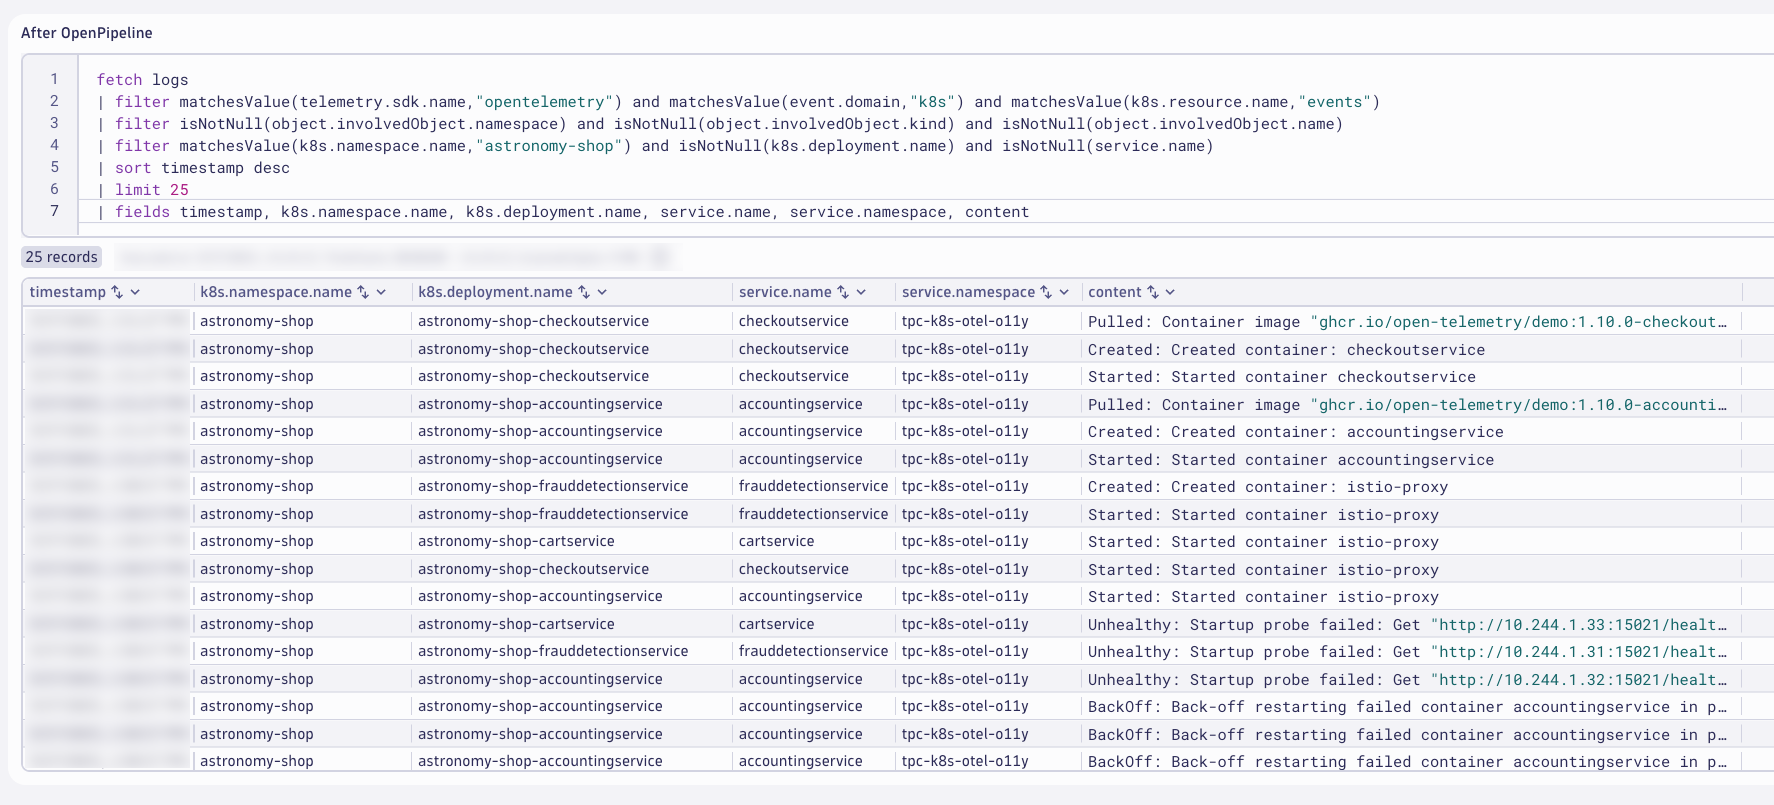 After OpenPipeline
1 fetch logs
2 | filter matchesValue(telemetry.sdk.name,"opentelemetry") and matchesValue(event.domain,"k8s") and matchesValue(k8s.resource.name,"events")
3 | filter isNotNull(object.involvedObject.namespace) and isNotNull(object.involvedObject.kind) and isNotNull(object.involvedObject.name)
4 | filter matchesValue(k8s.namespace.name,"astronomy-shop") and isNotNull(k8s.deployment.name) and isNotNull(service.name)
5 | sort timestamp desc
6 | limit 25
7 | fields timestamp, k8s.namespace.name, k8s.deployment.name, service.name, service.namespace, content
25 records
timestamp k8s.namespace.name k8s.deployment.name service.name service.namespace content
astronomy-shop astronomy-shop-checkoutservice checkoutservice tpc-k8s-otel-o11y Pulled: Container image "ghcr.io/open-telemetry/demo:1.10.0-checkout…
astronomy-shop astronomy-shop-checkoutservice checkoutservice tpc-k8s-otel-o11y Created: Created container: checkoutservice
astronomy-shop astronomy-shop-checkoutservice checkoutservice tpc-k8s-otel-o11y Started: Started container checkoutservice
astronomy-shop astronomy-shop-accountingservice accountingservice tpc-k8s-otel-o11y Pulled: Container image "ghcr.io/open-telemetry/demo:1.10.0-accounti…
astronomy-shop astronomy-shop-accountingservice accountingservice tpc-k8s-otel-o11y Created: Created container: accountingservice
astronomy-shop astronomy-shop-accountingservice accountingservice tpc-k8s-otel-o11y Started: Started container accountingservice
astronomy-shop astronomy-shop-frauddetectionservice frauddetectionservice tpc-k8s-otel-o11y Created: Created container: istio-proxy
astronomy-shop astronomy-shop-frauddetectionservice frauddetectionservice tpc-k8s-otel-o11y Started: Started container istio-proxy
astronomy-shop astronomy-shop-cartservice cartservice tpc-k8s-otel-o11y Started: Started container istio-proxy
astronomy-shop astronomy-shop-checkoutservice checkoutservice tpc-k8s-otel-o11y Started: Started container istio-proxy
astronomy-shop astronomy-shop-accountingservice accountingservice tpc-k8s-otel-o11y Started: Started container istio-proxy
astronomy-shop astronomy-shop-cartservice cartservice tpc-k8s-otel-o11y Unhealthy: Startup probe failed: Get "http://10.244.1.33:15021/healt…
astronomy-shop astronomy-shop-frauddetectionservice frauddetectionservice tpc-k8s-otel-o11y Unhealthy: Startup probe failed: Get "http://10.244.1.31:15021/healt…
astronomy-shop astronomy-shop-accountingservice accountingservice tpc-k8s-otel-o11y Unhealthy: Startup probe failed: Get "http://10.244.1.32:15021/healt…
astronomy-shop astronomy-shop-accountingservice accountingservice tpc-k8s-otel-o11y BackOff: Back-off restarting failed container accountingservice in p…
astronomy-shop astronomy-shop-accountingservice accountingservice tpc-k8s-otel-o11y BackOff: Back-off restarting failed container accountingservice in p…
astronomy-shop astronomy-shop-accountingservice accountingservice tpc-k8s-otel-o11y BackOff: Back-off restarting failed container accountingservice in p…